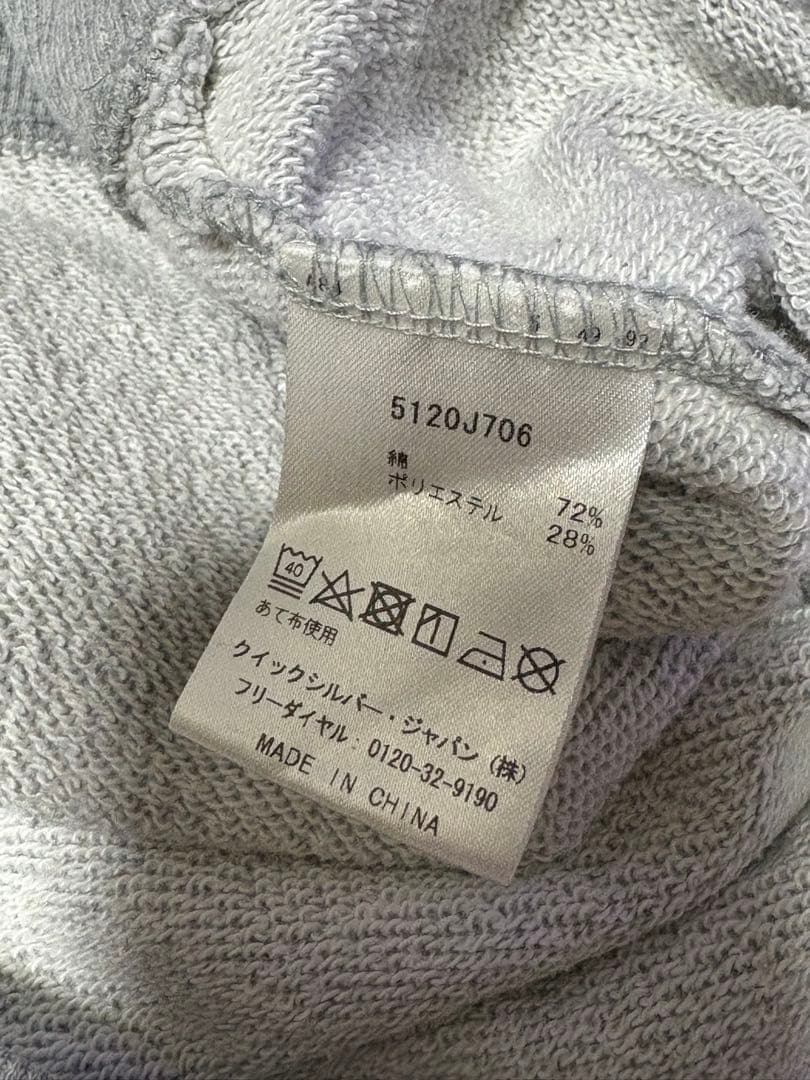 5120J706
綿 72%
ポリエステル 28%
40
あて布使用
クイックシルバー・ジャパン(株)
フリーダイヤル:0120-32-9190
MADE IN CHINA